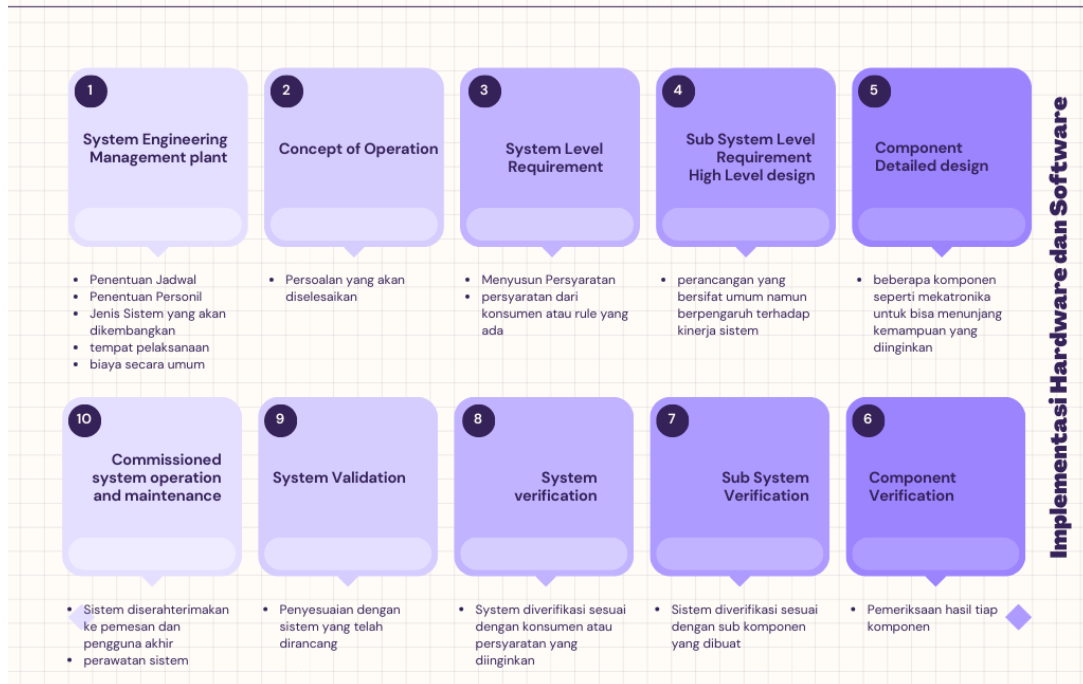 1
System Engineering
Management plant
• Penentuan Jadwal
• Penentuan Personil
• Jenis Sistem yang akan
dikembangkan
• tempat pelaksanaan
• biaya secara umum
2
Concept of Operation
• Persoalan yang akan
diselesaikan
3
System Level
Requirement
• Menyusun Persyaratan
• persyaratan dari
konsumen atau rule yang
ada
4
Sub System Level
Requirement
High Level design
• perancangan yang
bersifat umum namun
berpengaruh terhadap
kinerja sistem
5
Component
Detailed design
• beberapa komponen
seperti mekatronika
untuk bisa menunjang
kemampuan yang
diinginkan
Implementasi Hardware dan Software
10
Commissioned
system operation
and maintenance
• Sistem diserahterimakan
ke pemesan dan
pengguna akhir
• perawatan sistem
9
System Validation
• Penyesuaian dengan
sistem yang telah
dirancang
8
System
verification
• System diverifikasi sesuai
dengan konsumen atau
persyaratan yang
diinginkan
7
Sub System
Verification
• Sistem diverifikasi sesuai
dengan sub komponen
yang dibuat
6
Component
Verification
• Pemeriksaan hasil tiap
komponen